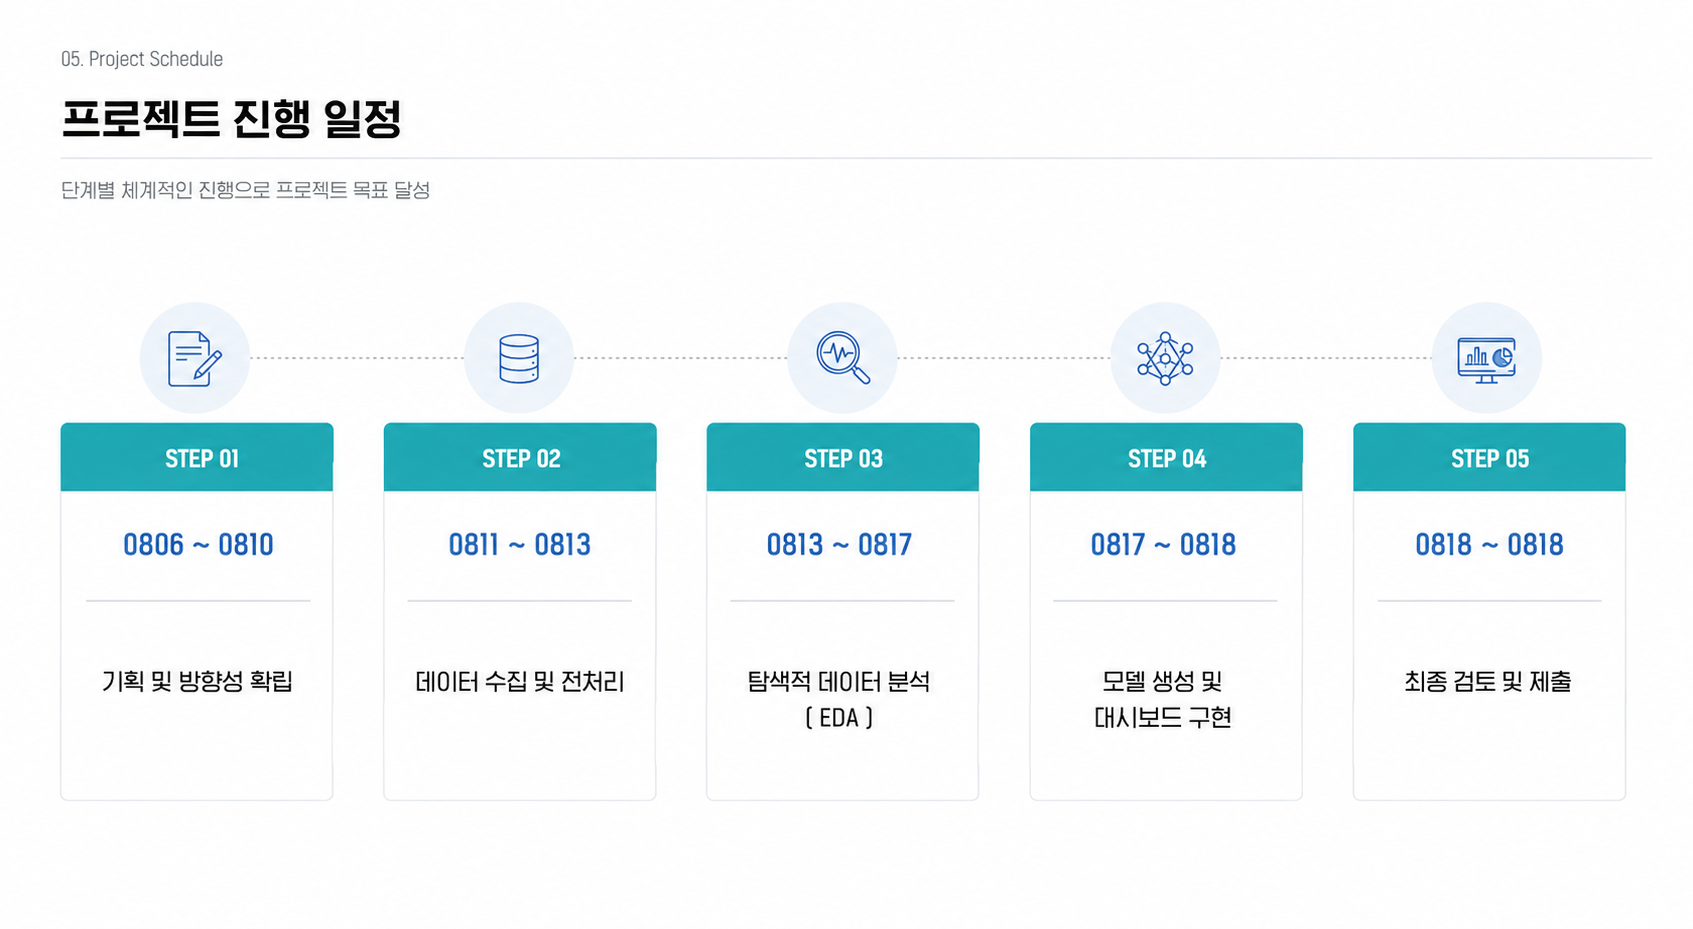 05. Project Schedule
프로젝트 진행 일정
단계별 체계적인 진행으로 프로젝트 목표 달성
STEP 01
0806 ~ 0810
기획 및 방향성 확립
STEP 02
0811 ~ 0813
데이터 수집 및 전처리
STEP 03
0813 ~ 0817
탐색적 데이터 분석
( EDA )
STEP 04
0817 ~ 0818
모델 생성 및
대시보드 구현
STEP 05
0818 ~ 0818
최종 검토 및 제출